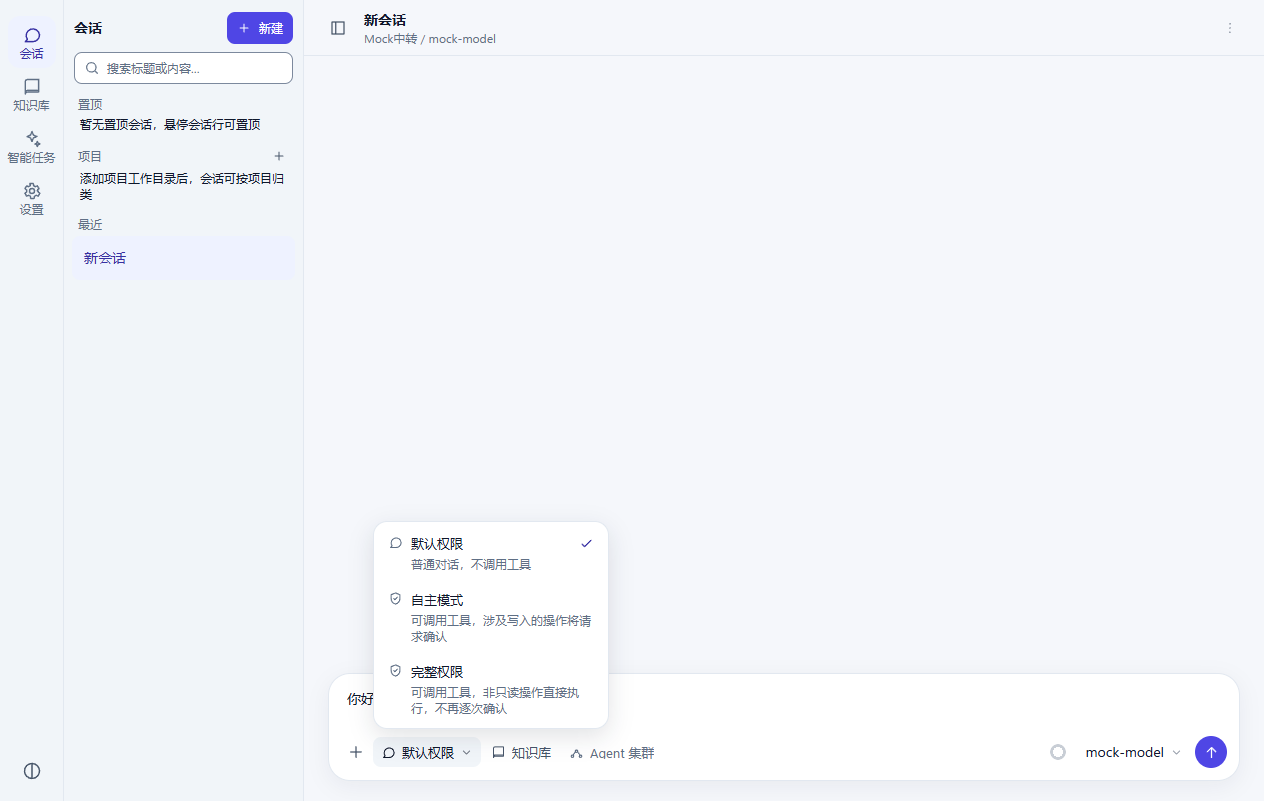 会话
知识库
智能任务
设置
会话
新建
搜索标题或内容...
置顶
暂无置顶会话，悬停会话行可置顶
项目
添加项目工作目录后，会话可按项目归
类
最近
新会话
新会话
Mock中转 / mock-model
默认权限
普通对话，不调用工具
自主模式
可调用工具，涉及写入的操作将请
求确认
完整权限
可调用工具，非只读操作直接执
行，不再逐次确认
你好
默认权限
知识库
Agent 集群
mock-model